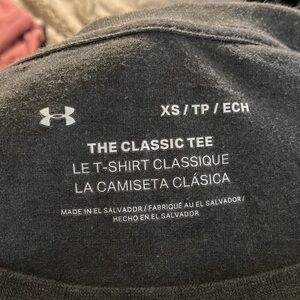 XS / TP / ECH
THE CLASSIC TEE
LE T-SHIRT CLASSIQUE
LA CAMISETA CLÁSICA
MADE IN EL SALVADOR / FABRIQUÉ AU EL SALVADOR /
HECHO EN EL SALVADOR